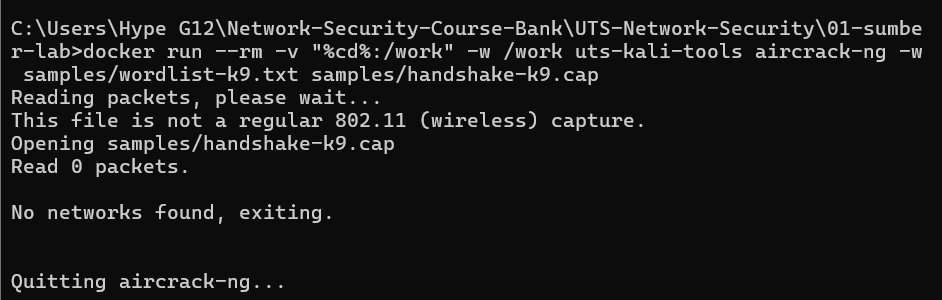 C:\Users\Hype G12\Network-Security-Course-Bank\UTS-Network-Security\01-sumbe
r-lab>docker run --rm -v "%cd%:/work" -w /work uts-kali-tools aircrack-ng -w
 samples/wordlist-k9.txt samples/handshake-k9.cap
Reading packets, please wait...
This file is not a regular 802.11 (wireless) capture.
Opening samples/handshake-k9.cap
Read 0 packets.
No networks found, exiting.
Quitting aircrack-ng...